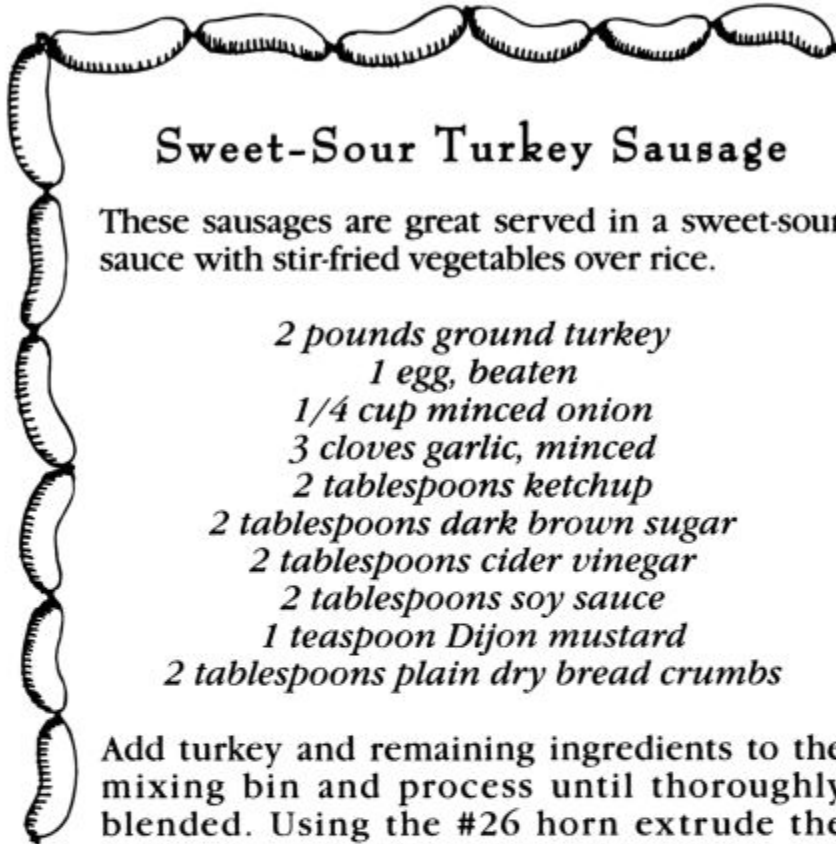 Sweet-Sour Turkey Sausage
These sausages are great served in a sweet-sour
sauce with stir-fried vegetables over rice.
2 pounds ground turkey
1 egg, beaten
1/4 cup minced onion
3 cloves garlic, minced
2 tablespoons ketchup
2 tablespoons dark brown sugar
2 tablespoons cider vinegar
2 tablespoons soy sauce
1 teaspoon Dijon mustard
2 tablespoons plain dry bread crumbs
Add turkey and remaining ingredients to the
mixing bin and process until thoroughly
blended. Using the #26 horn extrude the